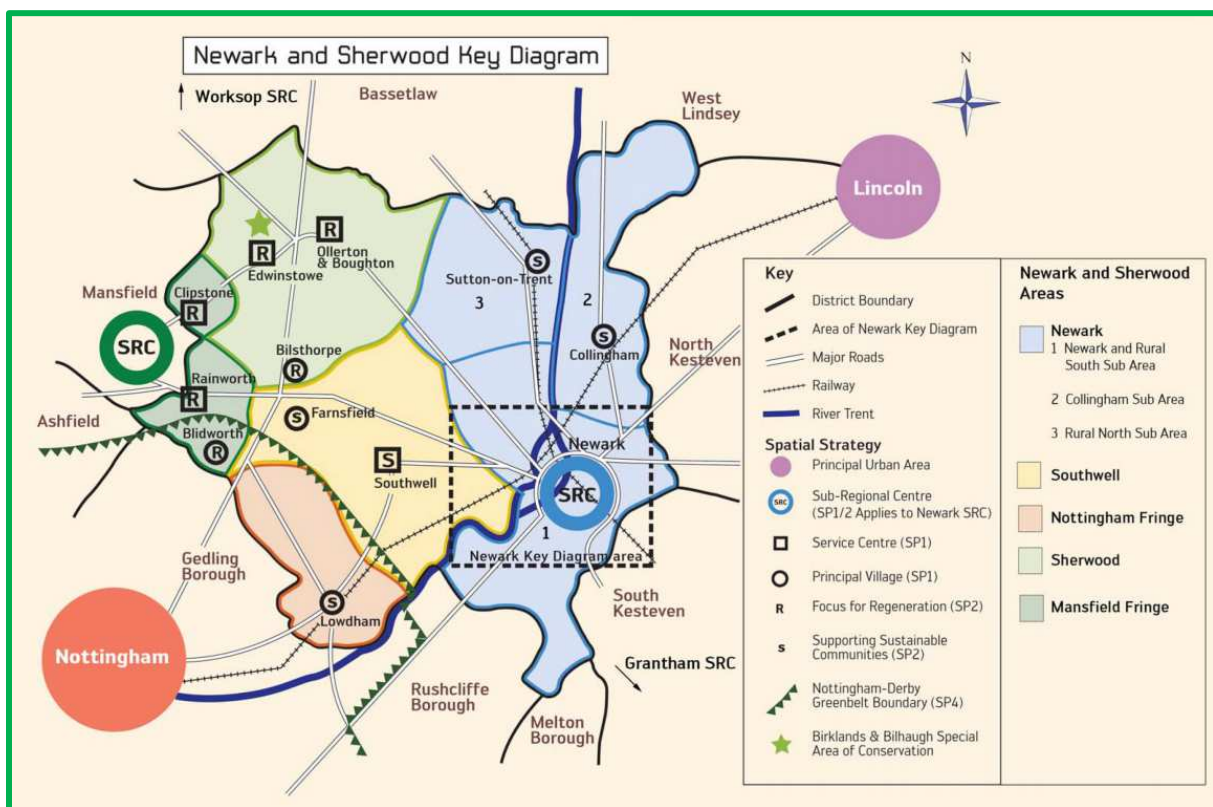 Newark and Sherwood Key Diagram
N
Worksop SRC
Bassetlaw
West
Lindsey
Lincoln
R
R
Ollerton
& Boughton
Edwinstowe
Sutton-on-Trent
S
3
2
Mansfield
Clipstone
R
SRC
S
Collingham
North
Kesteven
Bilsthorpe
R
Rainworth
R
Ashfield
S
Farnsfield
Blidworth
R
Newark
S
Southwell
SRC
1
Newark Key Diagram area
Gedling
Borough
South
Kesteven
S
Lowdham
Nottingham
Grantham SRC
Rushcliffe
Borough
Melton
Borough
Key
District Boundary
Area of Newark Key Diagram
Major Roads
Railway
River Trent
Spatial Strategy
Principal Urban Area
SRC
Sub-Regional Centre
(SP1/2 Applies to Newark SRC)
Service Centre (SP1)
Principal Village (SP1)
R
Focus for Regeneration (SP2)
S
Supporting Sustainable
Communities (SP2)
Nottingham-Derby
Greenbelt Boundary (SP4)
Birklands & Bilhaugh Special
Area of Conservation
Newark and Sherwood
Areas
Newark
1 Newark and Rural
South Sub Area
2 Collingham Sub Area
3 Rural North Sub Area
Southwell
Nottingham Fringe
Sherwood
Mansfield Fringe